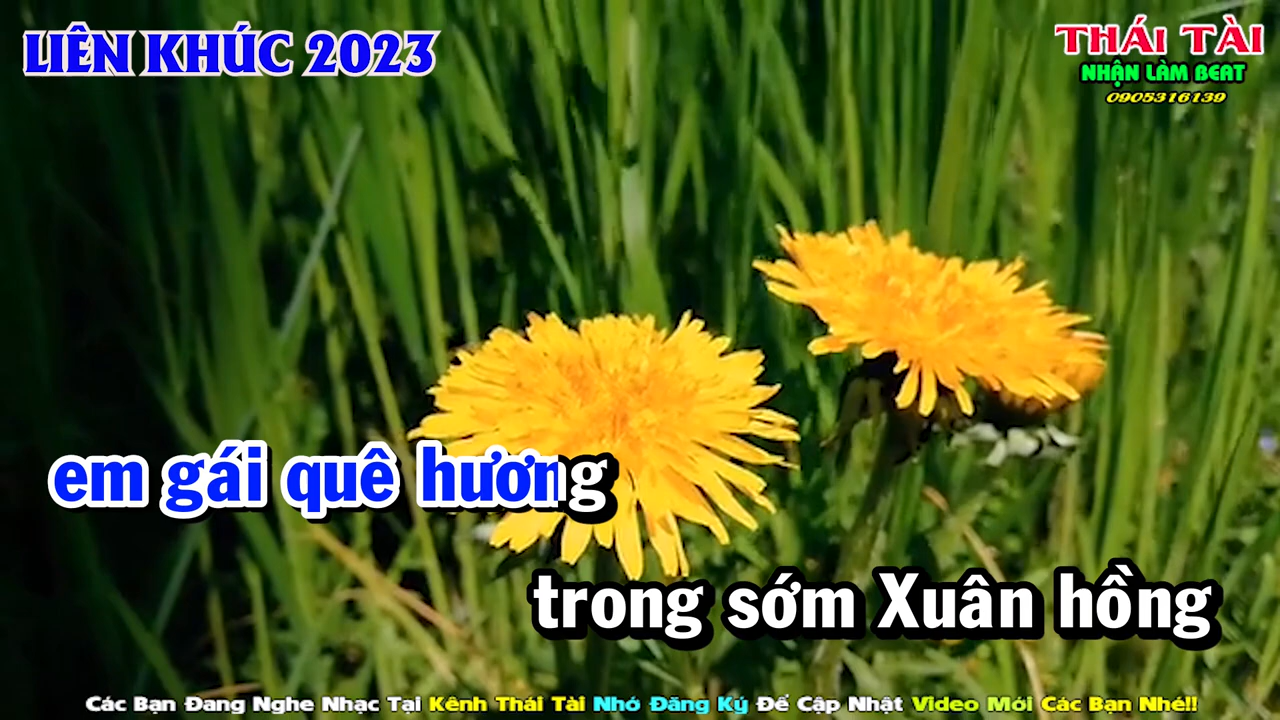 LIÊN KHÚC 2023
THÁI TÀI
NHẬN LÀM BEAT
0905316139
em gái quê hương
trong sớm Xuân hồng
Các Bạn Đang Nghe Nhạc Tại Kênh Thái Tài Nhớ Đăng Ký Để Cập Nhật Video Mới Các Bạn Nhé!!